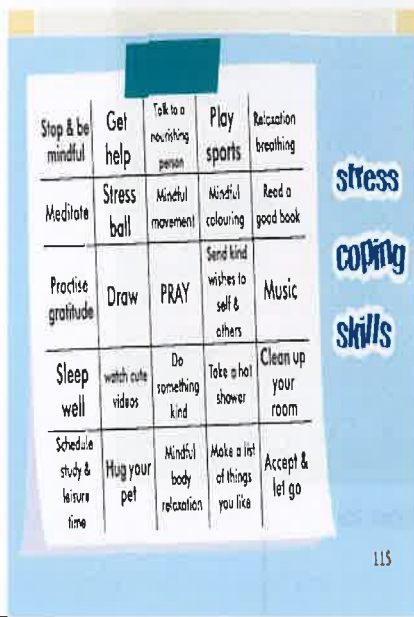 Stop & be
mindful
Get
help
Talk to a
nourishing
person
Play
sports
Relaxation
breathing
Meditate
Stress
ball
Mindful
movement
Mindful
colouring
Read a
good book
Practise
gratitude
Draw
PRAY
Send kind
wishes to
self &
others
Music
Sleep
well
watch cute
videos
Do
something
kind
Take a hot
shower
Clean up
your
room
Schedule
study &
leisure
time
Hug your
pet
Mindful
body
relaxation
Make a list
of things
you like
Accept &
let go
stress
coping
skills
115